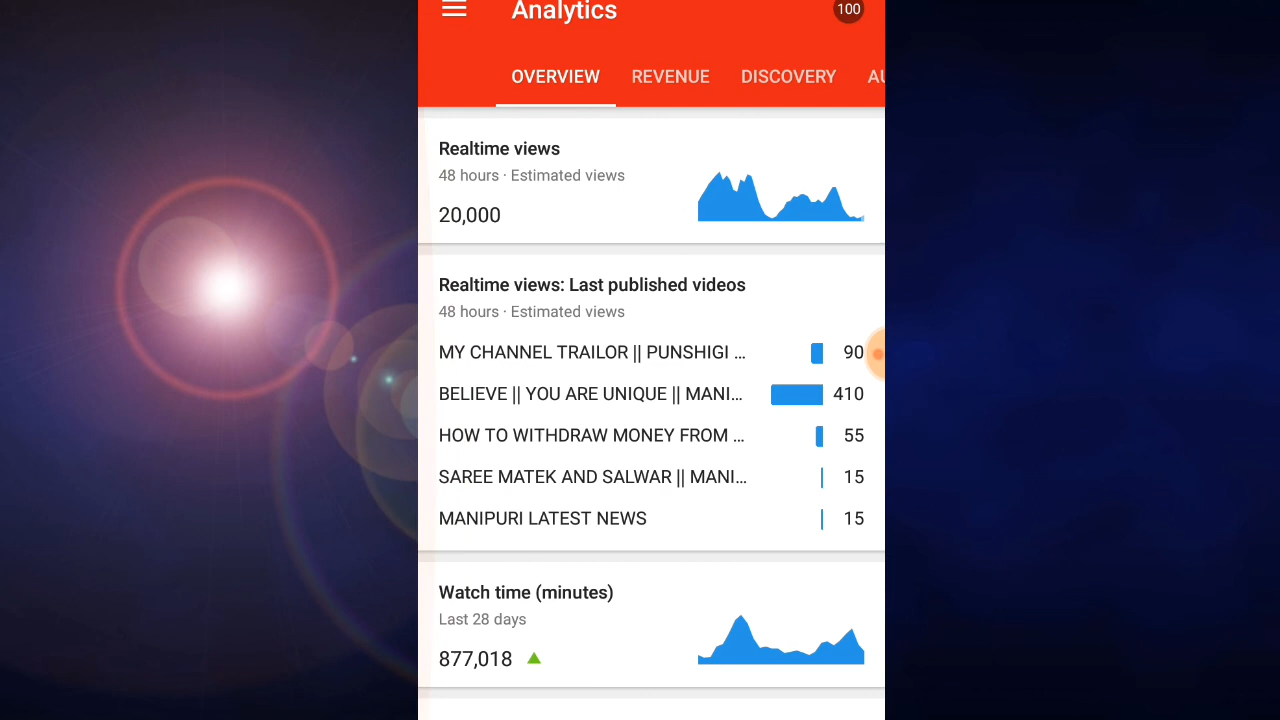 Analytics
100
OVERVIEW REVENUE DISCOVERY AU
Realtime views
48 hours · Estimated views
20,000
Realtime views: Last published videos
48 hours · Estimated views
MY CHANNEL TRAILOR || PUNSHIGI ... 90
BELIEVE || YOU ARE UNIQUE || MANI... 410
HOW TO WITHDRAW MONEY FROM ... 55
SAREE MATEK AND SALWAR || MANI... 15
MANIPURI LATEST NEWS 15
Watch time (minutes)
Last 28 days
877,018